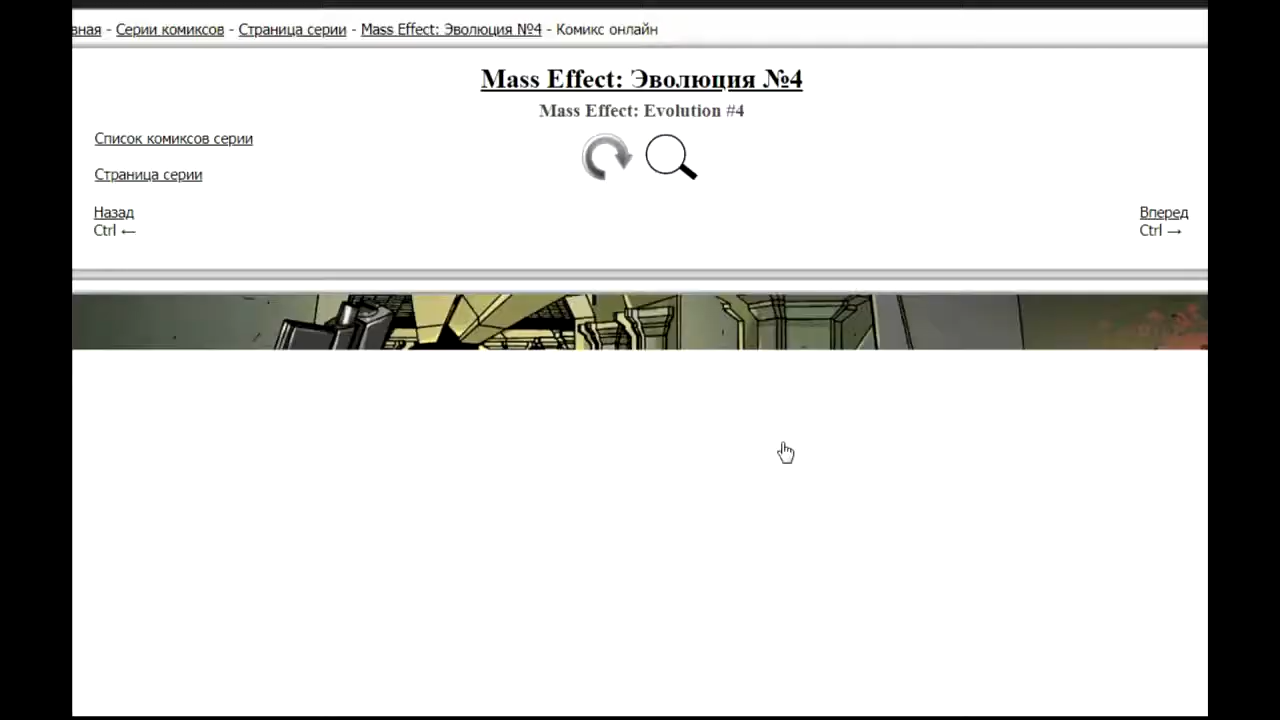 вная - Серии комиксов - Страница серии - Mass Effect: Эволюция №4 - Комикс онлайн
Mass Effect: Эволюция №4
Mass Effect: Evolution #4
Список комиксов серии
Страница серии
Назад
Ctrl ←
Вперед
Ctrl →